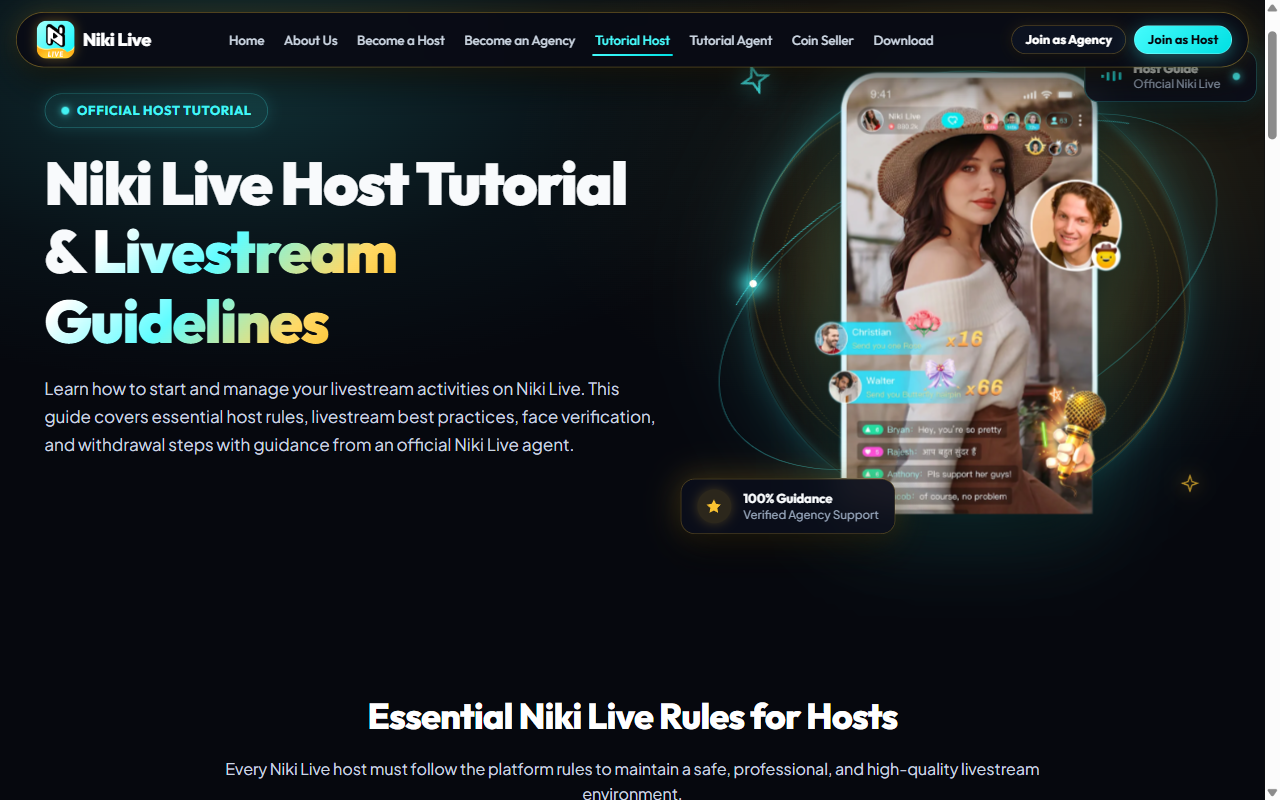 Niki Live
Home
About Us
Become a Host
Become an Agency
Tutorial Host
Tutorial Agent
Coin Seller
Download
Join as Agency
Join as Host
LIVE
OFFICIAL HOST TUTORIAL
Niki Live Host Tutorial
& Livestream
Guidelines
Learn how to start and manage your livestream activities on Niki Live. This
guide covers essential host rules, livestream best practices, face verification,
and withdrawal steps with guidance from an official Niki Live agent.
Host Guide
Official Niki Live
9:41
Niki Live
Christian
Send you
x16
Walter
Send you
x66
Bryan: Hey, you're so pretty
Rajesh: आप बहुत सुंदर हैं
Anthony: Pls support her guys!
of course, no problem
100% Guidance
Verified Agency Support
Essential Niki Live Rules for Hosts
Every Niki Live host must follow the platform rules to maintain a safe, professional, and high-quality livestream
environment.